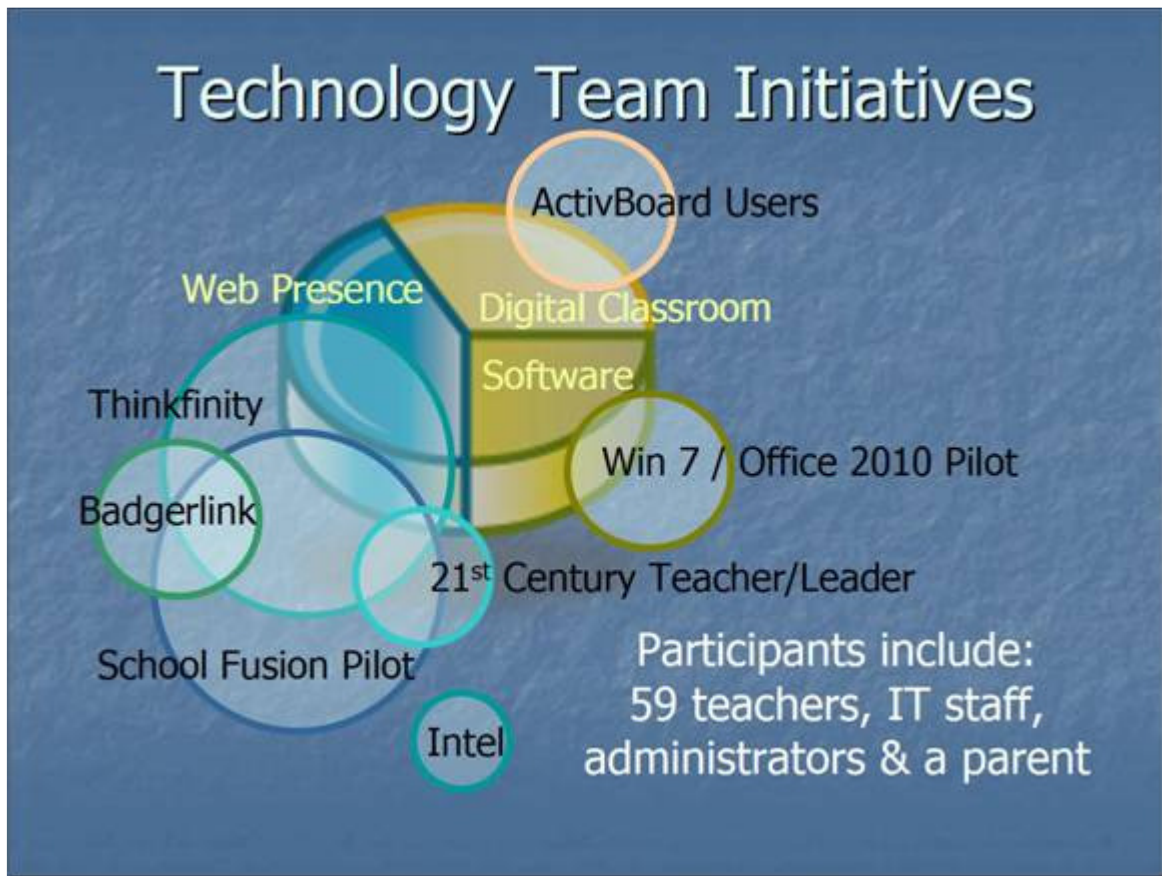 Technology Team Initiatives
ActivBoard Users
Web Presence
Digital Classroom
Software
Thinkfinity
Win 7 / Office 2010 Pilot
Badgerlink
21st Century Teacher/Leader
School Fusion Pilot
Intel
Participants include:
59 teachers, IT staff,
administrators & a parent